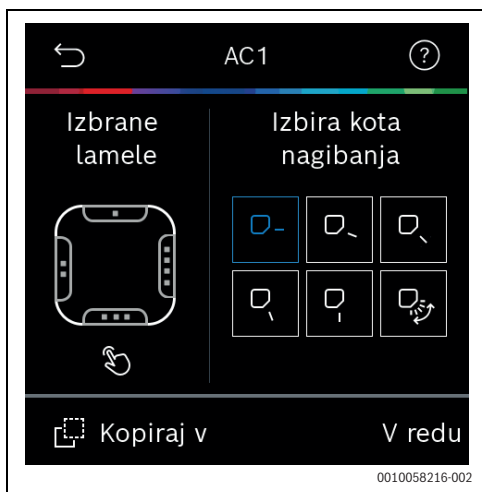 AC1
?
Izbrane
lamele
Izbira kota
nagibanja
Kopiraj v
V redu
0010058216-002